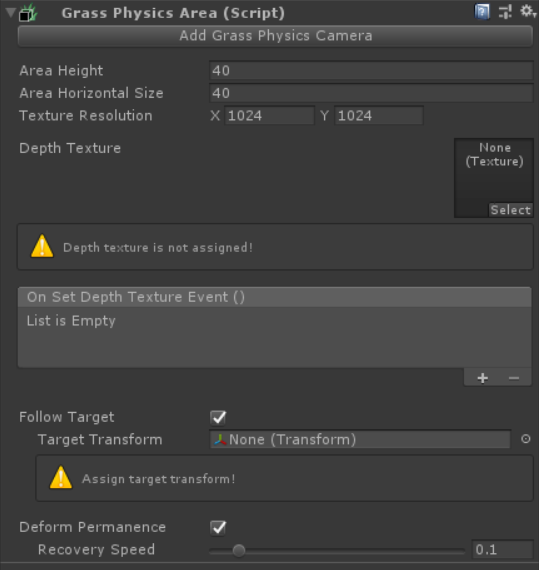 Grass Physics Area (Script)
Add Grass Physics Camera
Area Height 40
Area Horizontal Size 40
Texture Resolution X 1024 Y 1024
Depth Texture
None
(Texture)
Select
Depth texture is not assigned!
On Set Depth Texture Event ()
List is Empty
+ −
Follow Target
Target Transform None (Transform)
Assign target transform!
Deform Permanence
Recovery Speed 0.1